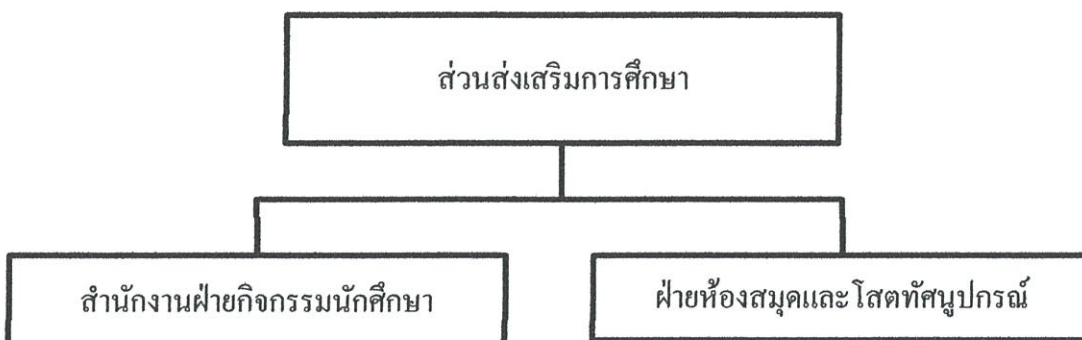 ส่วนส่งเสริมการศึกษา
สำนักงานฝ่ายกิจกรรมนักศึกษา
ฝ่ายห้องสมุดและโสตทัศนูปกรณ์